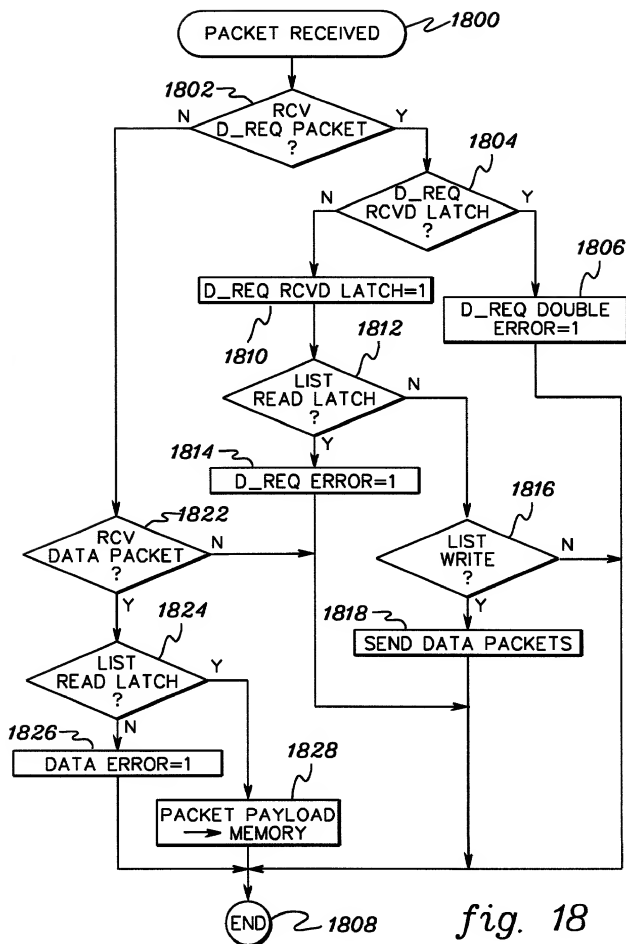 PACKET RECEIVED
1800
1802
RCV
D_REQ PACKET
?
N
Y
1804
D_REQ
RCVD LATCH
?
N
Y
1806
D_REQ DOUBLE
ERROR=1
D_REQ RCVD LATCH=1
1810
1812
LIST
READ LATCH
?
N
Y
1814
D_REQ ERROR=1
1816
LIST
WRITE
?
N
Y
1818
SEND DATA PACKETS
1822
RCV
DATA PACKET
?
N
Y
1824
LIST
READ LATCH
?
Y
N
1826
DATA ERROR=1
1828
PACKET PAYLOAD
→ MEMORY
END
1808
fig. 18